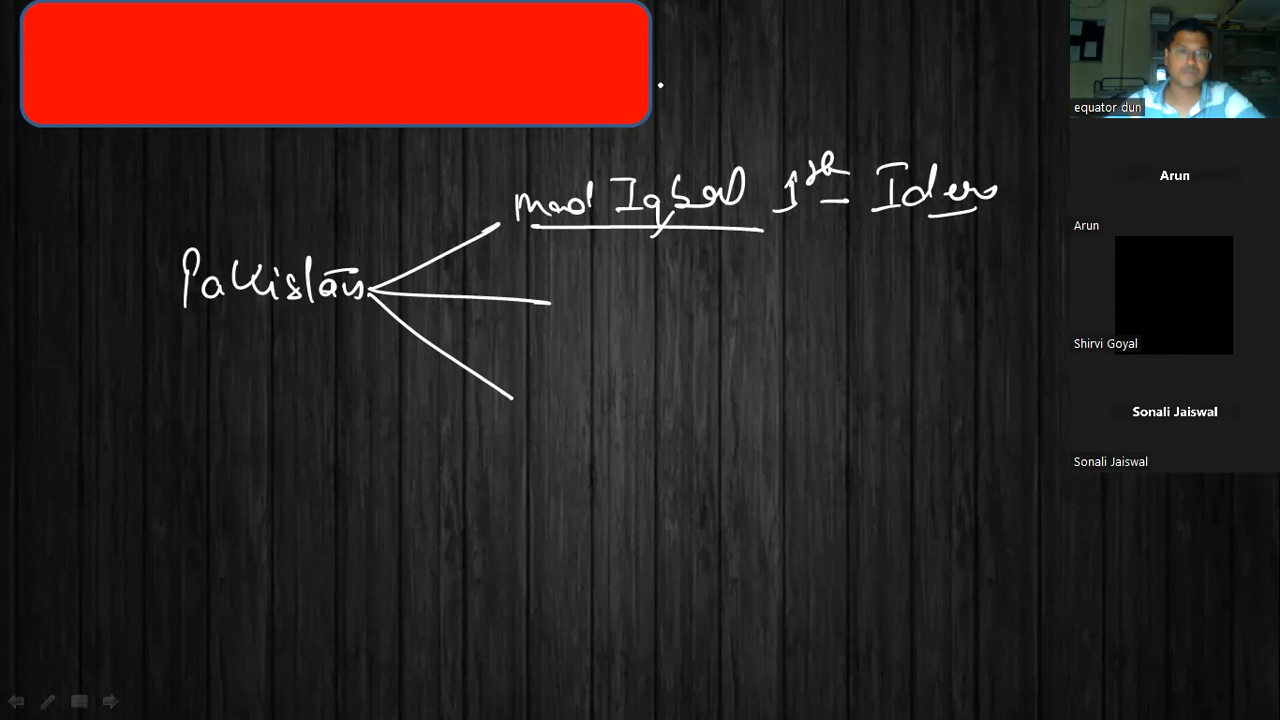 Mod Iqbal 1st - Idea
Pakistan
equator dun
Arun
Arun
Shirvi Goyal
Sonali Jaiswal
Sonali Jaiswal